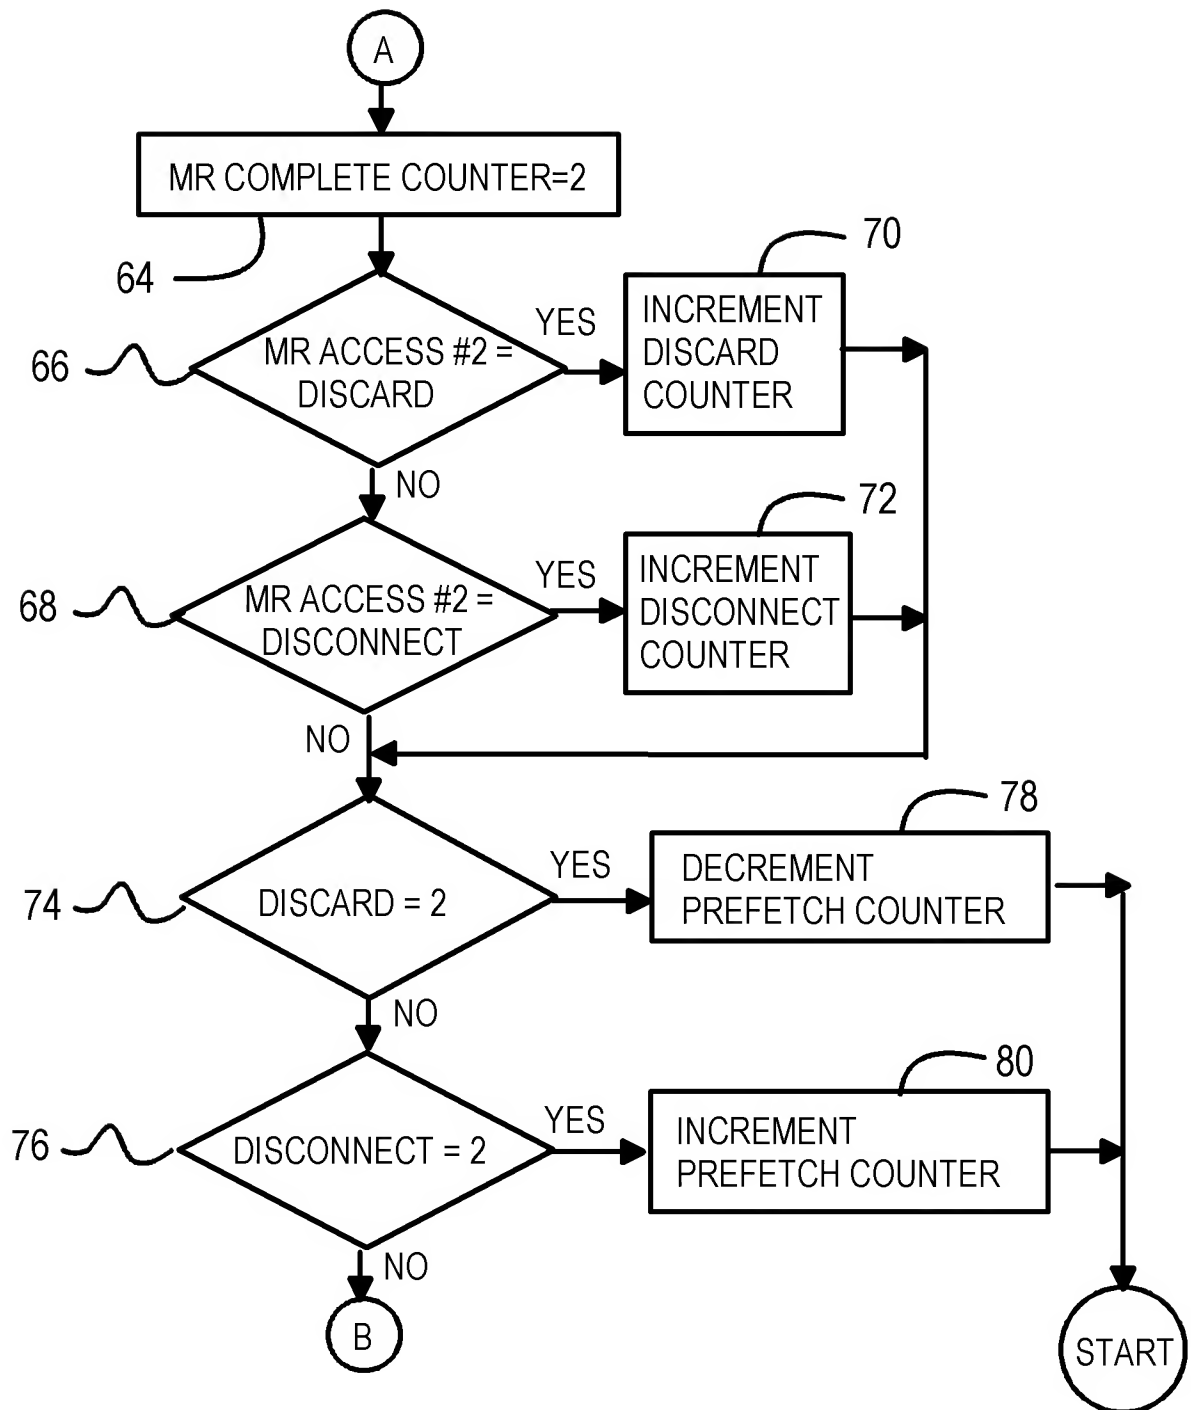 A
MR COMPLETE COUNTER=2
64
70
YES
INCREMENT
DISCARD
COUNTER
66
MR ACCESS #2 =
DISCARD
NO
72
YES
INCREMENT
DISCONNECT
COUNTER
68
MR ACCESS #2 =
DISCONNECT
NO
78
YES
DECREMENT
PREFETCH COUNTER
74
DISCARD = 2
NO
80
YES
INCREMENT
PREFETCH COUNTER
76
DISCONNECT = 2
NO
B
START